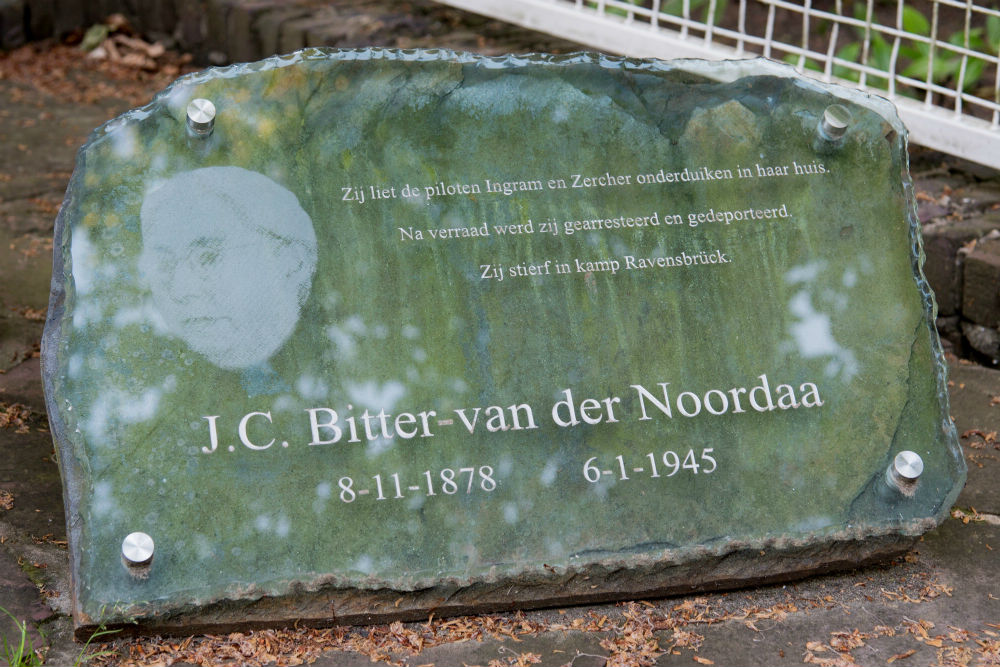 Zij liet de piloten Ingram en Zercher onderduiken in haar huis.
Na verraad werd zij gearresteerd en gedeporteerd.
Zij stierf in kamp Ravensbrück.
J.C. Bitter-van der Noordaa
8-11-1878 6-1-1945